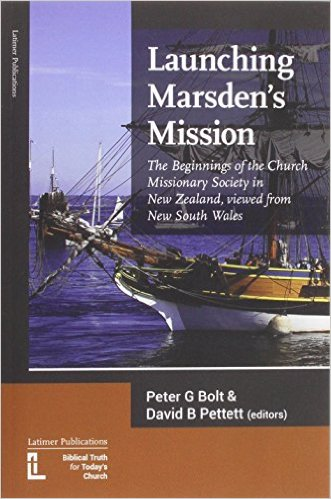 Latimer Publications
Launching
Marsden's
Mission
The Beginnings of the Church
Missionary Society in
New Zealand, viewed from
New South Wales
Peter G Bolt &
David B Pettett (editors)
Latimer Publications
Biblical Truth
for Today's
Church